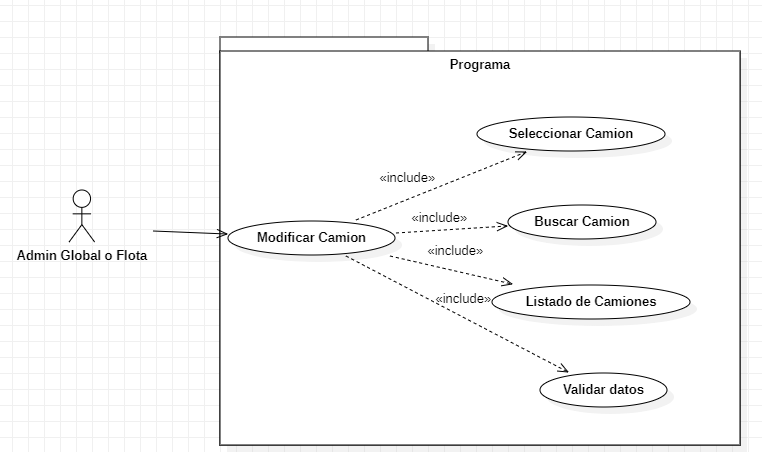 Programa
Seleccionar Camion
«include»
Buscar Camion
«include»
Admin Global o Flota
Modificar Camion
«include»
Listado de Camiones
«include»
Validar datos